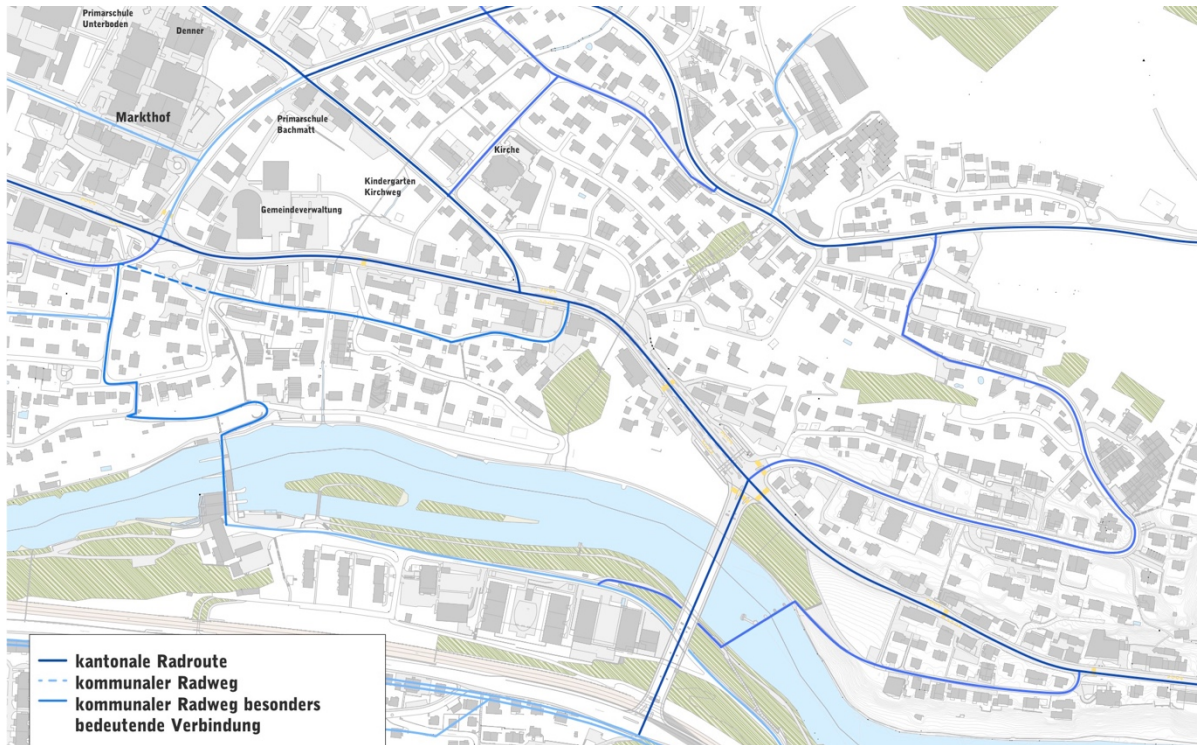 Primarschule
Unterboden
Denner
Markthof
Primarschule
Bachmatt
Kirche
Kindergarten
Kirchweg
Gemeindeverwaltung
kantonale Radroute
kommunaler Radweg
kommunaler Radweg besonders
bedeutende Verbindung